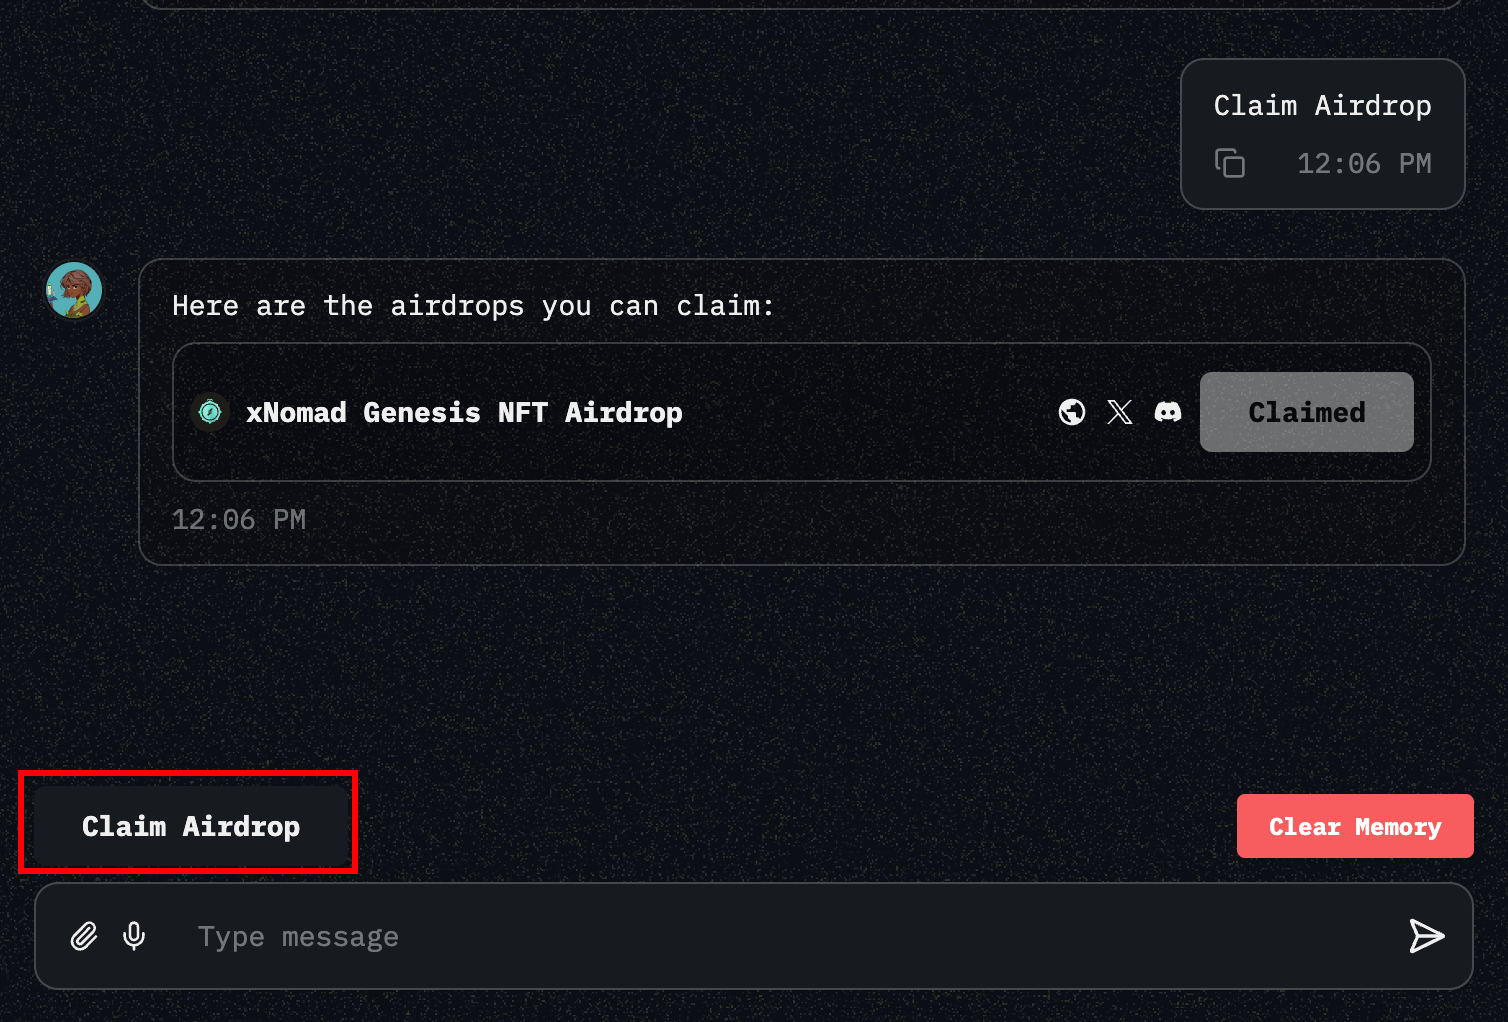 Claim Airdrop
12:06 PM
Here are the airdrops you can claim:
xNomad Genesis NFT Airdrop
Claimed
12:06 PM
Claim Airdrop
Clear Memory
Type message